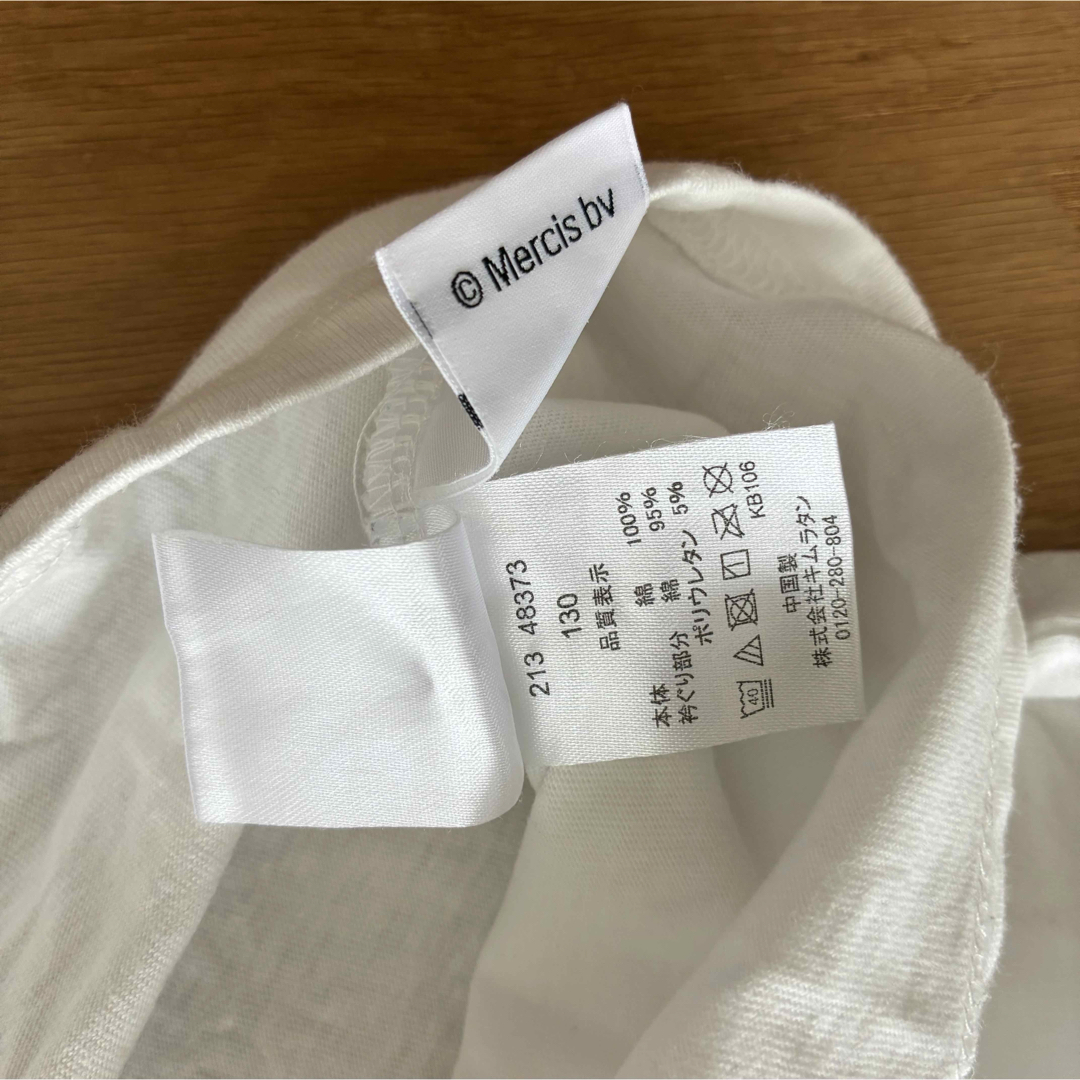 © Mercis bv
213 48373
130
品質表示
本体 綿 100%
衿ぐり部分 綿 95%
ポリウレタン 5%
40
KB106
中国製
株式会社キムラタン
0120-280-804